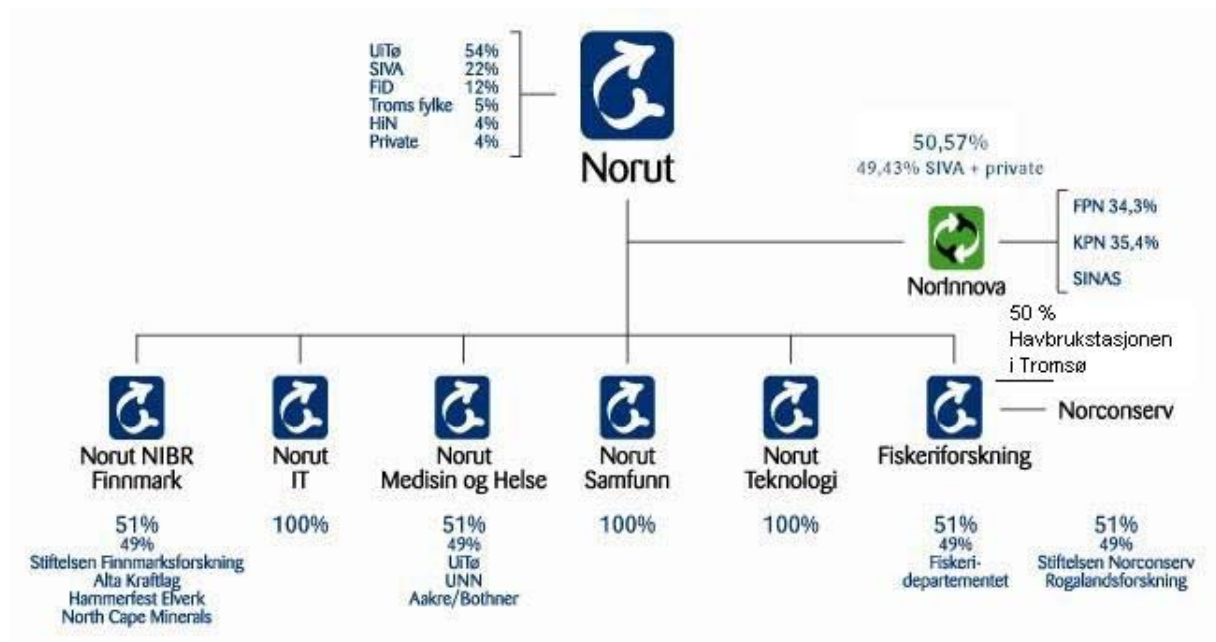 UiTø 54%
SIVA 22%
FiD 12%
Troms fylke 5%
HiN 4%
Private 4%
Norut
50,57%
49,43% SIVA + private
FPN 34,3%
KPN 35,4%
SINAS
NorInnova
50 %
Havbrukstasjonen
i Tromsø
Norconserv
Norut NIBR
Finnmark
Norut
IT
Norut
Medisin og Helse
Norut
Samfunn
Norut
Teknologi
Fiskeriforskning
51%
49%
Stiftelsen Finnmarksforskning
Alta Kraftlag
Hammerfest Elverk
North Cape Minerals
100%
51%
49%
UiTø
UNN
Aakre/Bothner
100%
100%
51%
49%
Fiskeri-
departementet
51%
49%
Stiftelsen Norconserv
Rogalandsforskning